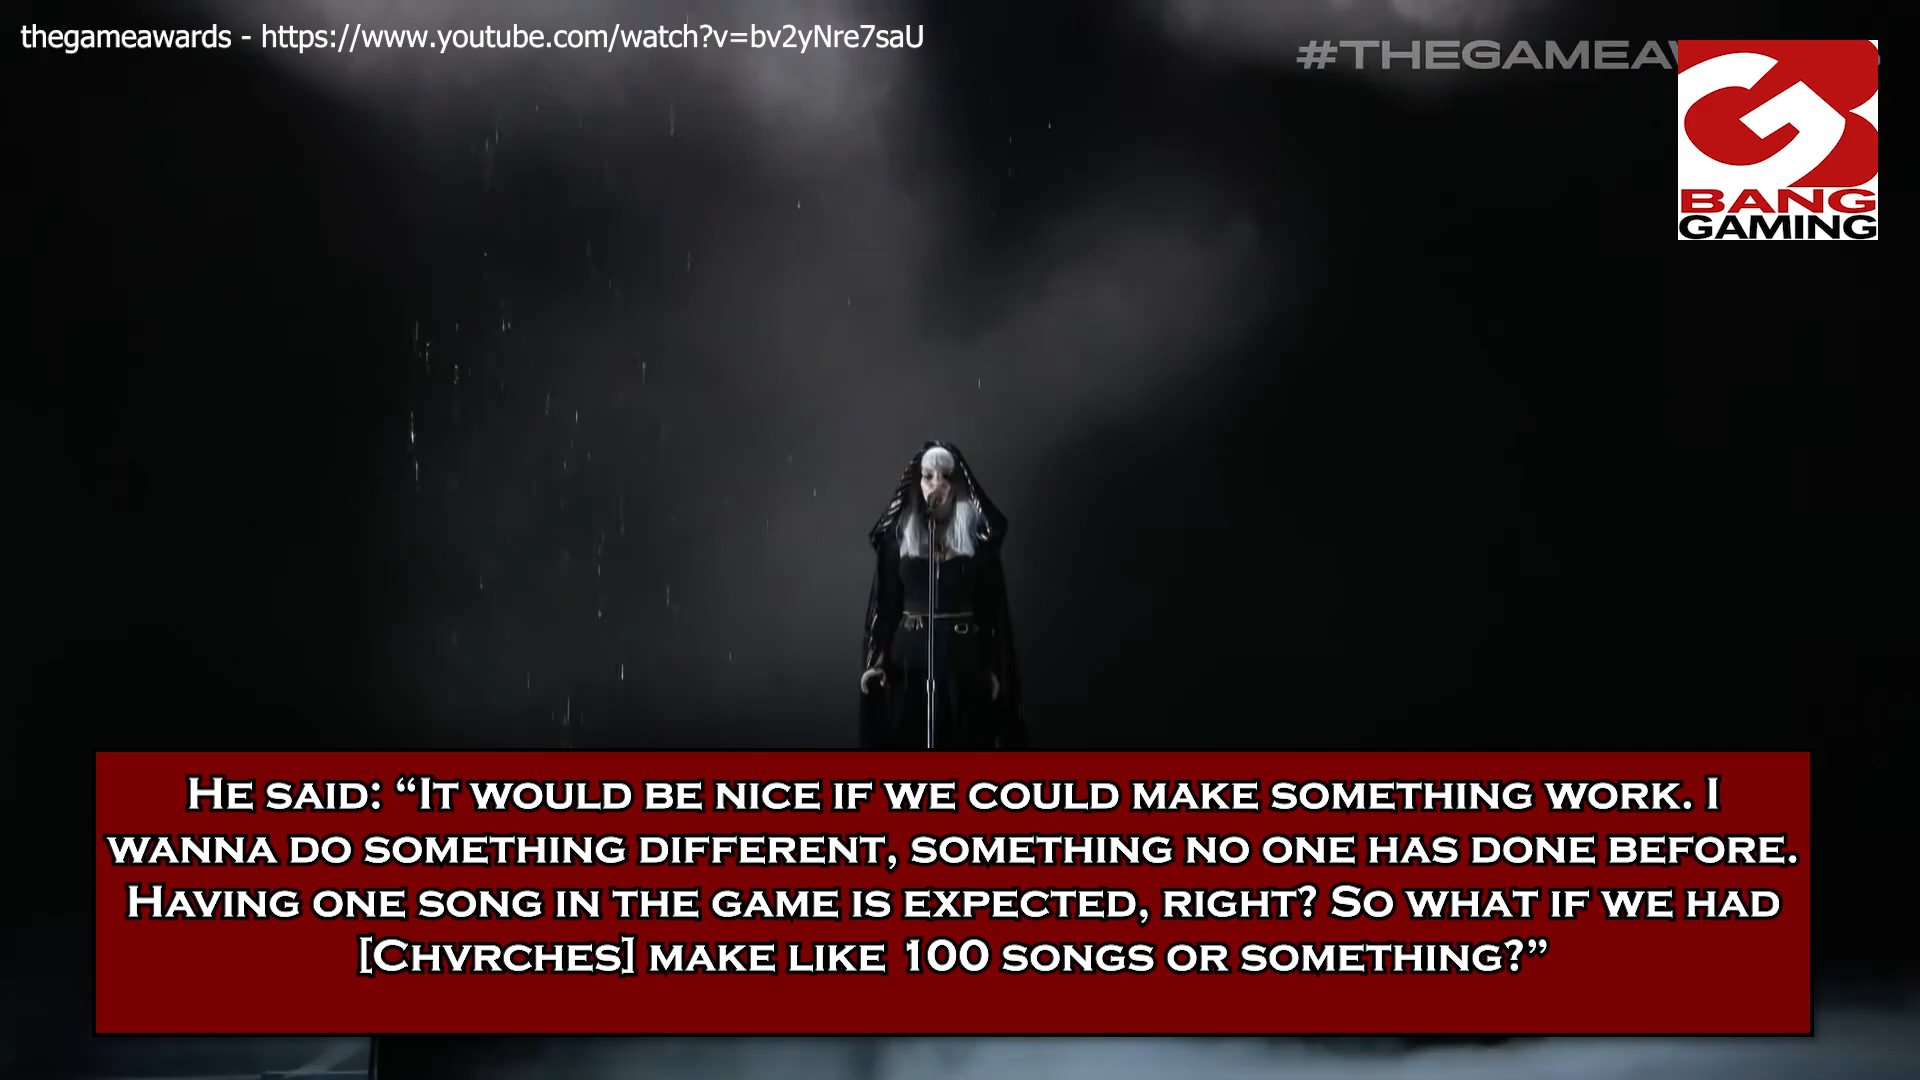 thegameawards - https://www.youtube.com/watch?v=bv2yNre7saU
#THEGAMEA
BANG
GAMING
He said: “It would be nice if we could make something work. I
wanna do something different, something no one has done before.
Having one song in the game is expected, right? So what if we had
[Chvrches] make like 100 songs or something?”